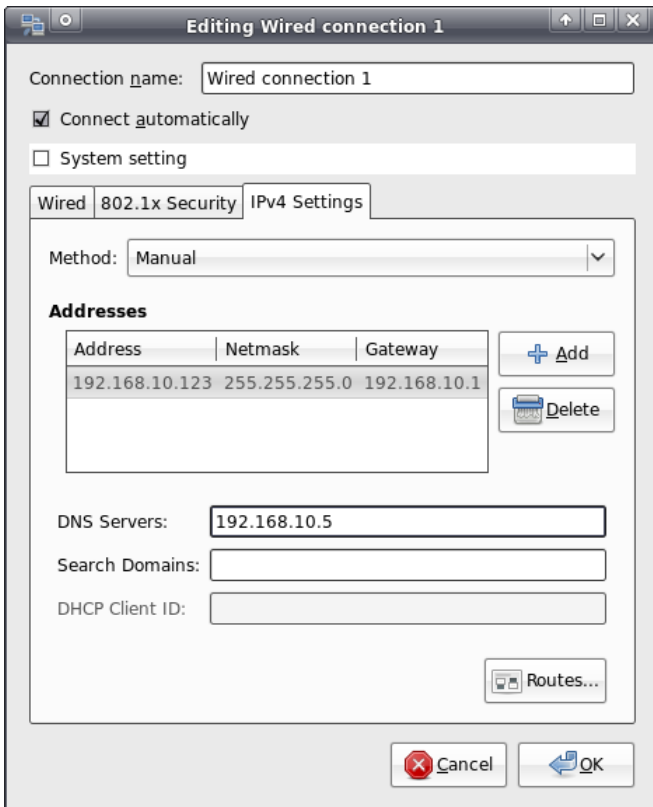 Editing Wired connection 1
Connection name: Wired connection 1
Connect automatically
System setting
Wired 802.1x Security IPv4 Settings
Method: Manual
Addresses
Address Netmask Gateway
192.168.10.123 255.255.255.0 192.168.10.1
Add
Delete
DNS Servers: 192.168.10.5
Search Domains:
DHCP Client ID:
Routes...
Cancel OK